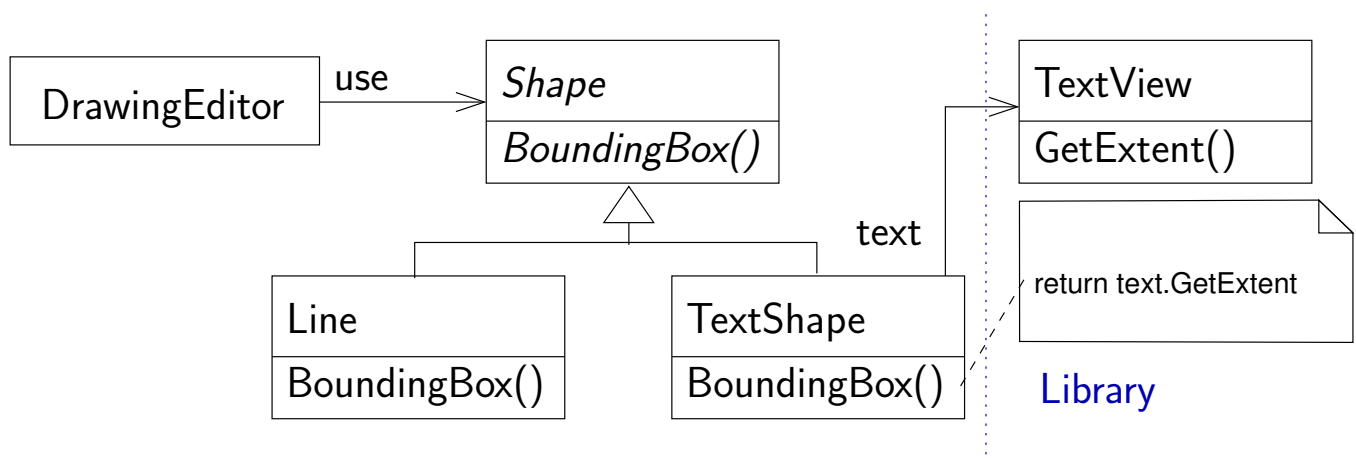 DrawingEditor
use
Shape
BoundingBox()
TextView
GetExtent()
text
return text.GetExtent
Line
BoundingBox()
TextShape
BoundingBox()
Library